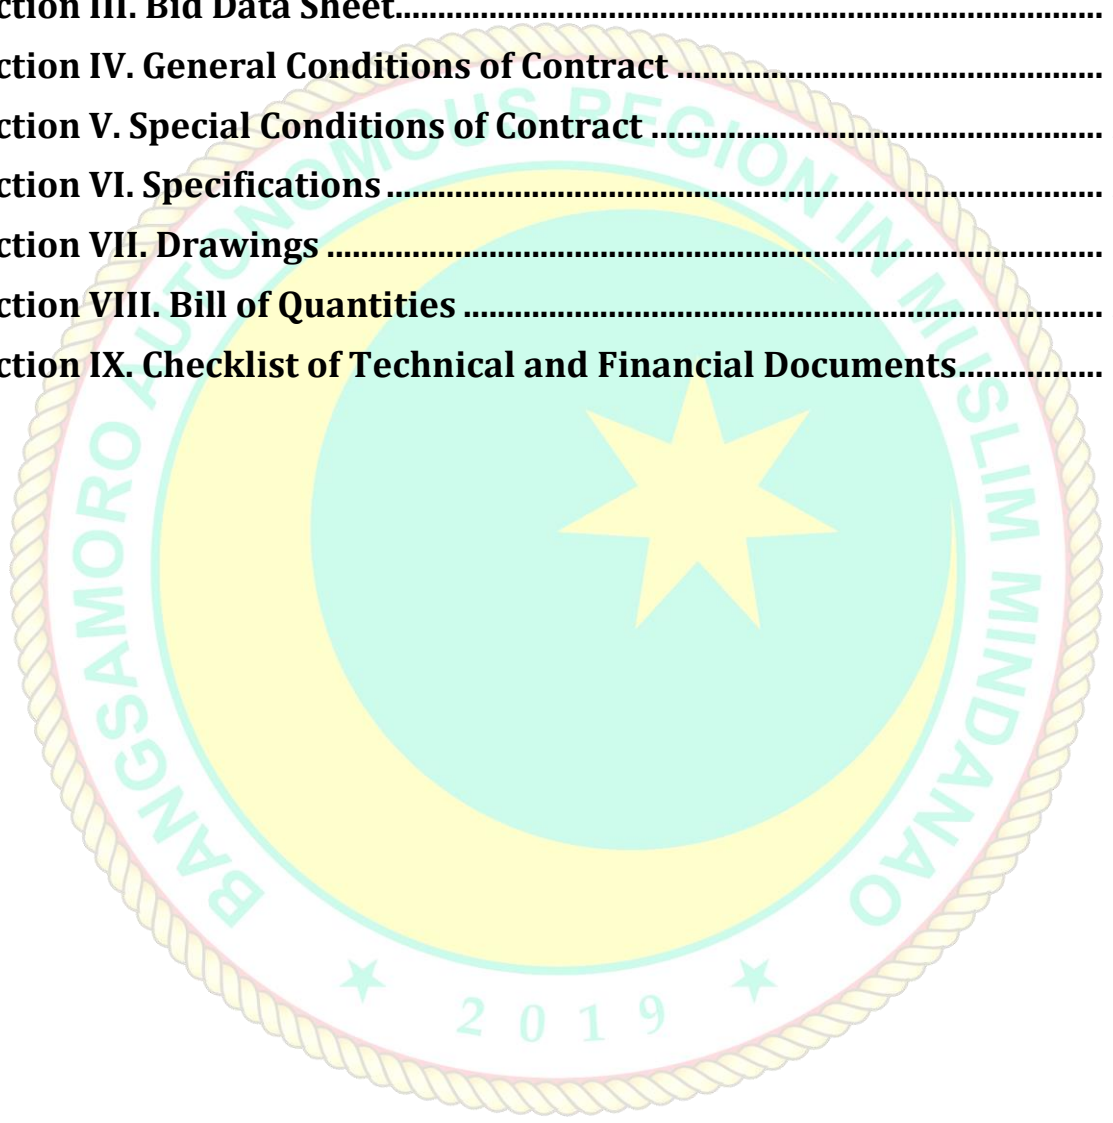 ction III. Bid Data Sheet..........................................................................................
ction IV. General Conditions of Contract ......................................................
ction V. Special Conditions of Contract .........................................................
ction VI. Specifications ...........................................................................................
ction VII. Drawings ..................................................................................................
ction VIII. Bill of Quantities ................................................................................
ction IX. Checklist of Technical and Financial Documents.................
BANGSAMORO AUTONOMOUS REGION IN MUSLIM MINDANAO
2019